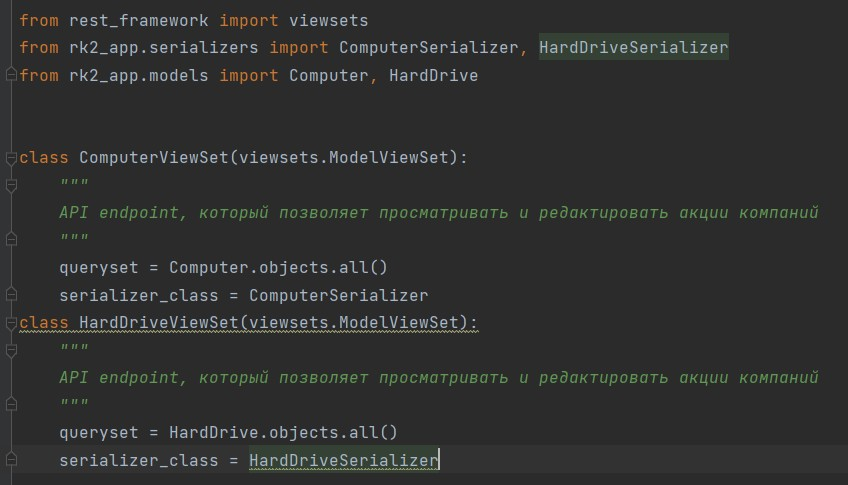 from rest_framework import viewsets
from rk2_app.serializers import ComputerSerializer, HardDriveSerializer
from rk2_app.models import Computer, HardDrive
class ComputerViewSet(viewsets.ModelViewSet):
"""
API endpoint, который позволяет просматривать и редактировать акции компаний
"""
queryset = Computer.objects.all()
serializer_class = ComputerSerializer
class HardDriveViewSet(viewsets.ModelViewSet):
"""
API endpoint, который позволяет просматривать и редактировать акции компаний
"""
queryset = HardDrive.objects.all()
serializer_class = HardDriveSerializer